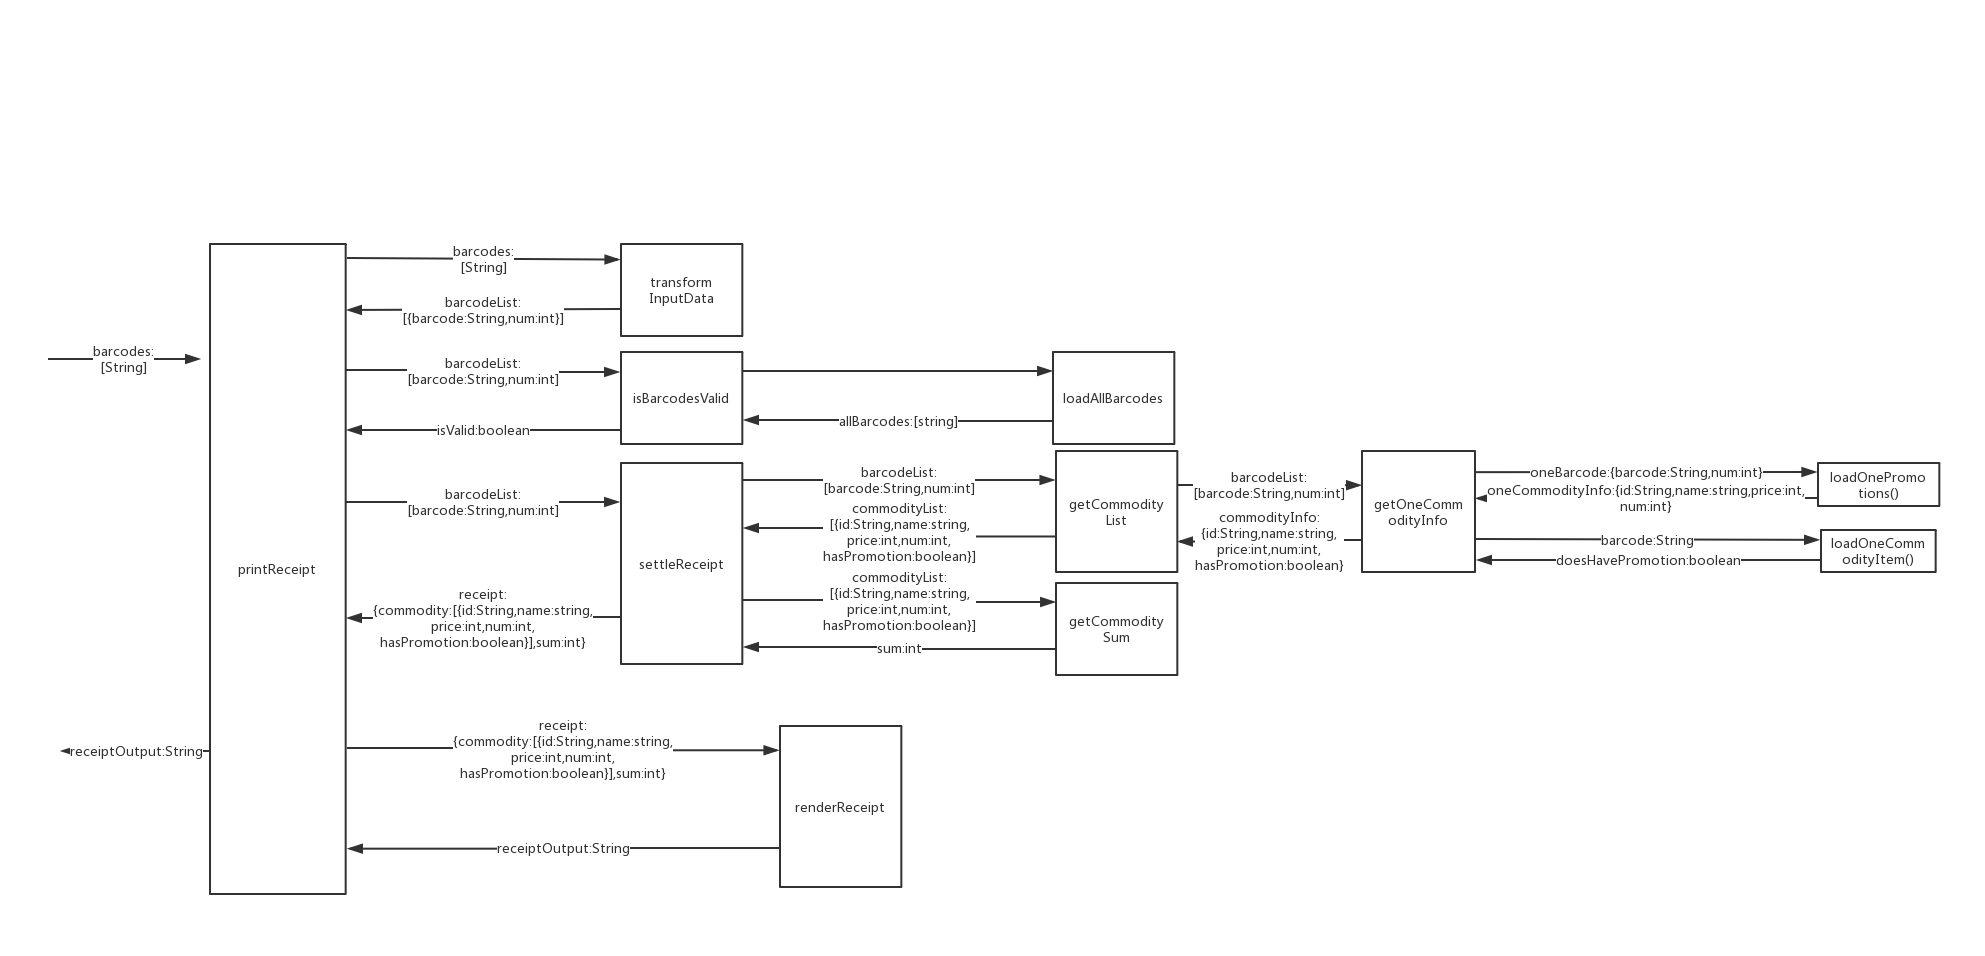 barcodes:
[String]
printReceipt
receiptOutput:String
barcodes:
[String]
barcodeList:
[{barcode:String,num:int}]
transform
InputData
barcodeList:
[barcode:String,num:int]
isValid:boolean
isBarcodesValid
allBarcodes:[string]
loadAllBarcodes
barcodeList:
[barcode:String,num:int]
receipt:
{commodity:[{id:String,name:string,
price:int,num:int,
hasPromotion:boolean}],sum:int}
settleReceipt
barcodeList:
[barcode:String,num:int]
commodityList:
[{id:String,name:string,
price:int,num:int,
hasPromotion:boolean}]
getCommodity
List
commodityList:
[{id:String,name:string,
price:int,num:int,
hasPromotion:boolean}]
sum:int
getCommodity
Sum
barcodeList:
[barcode:String,num:int]
commodityInfo:
{id:String,name:string,
price:int,num:int,
hasPromotion:boolean}
getOneComm
odityInfo
oneBarcode:{barcode:String,num:int}
oneCommodityInfo:{id:String,name:string,price:int,
num:int}
loadOnePromo
tions()
barcode:String
doesHavePromotion:boolean
loadOneComm
odityItem()
receipt:
{commodity:[{id:String,name:string,
price:int,num:int,
hasPromotion:boolean}],sum:int}
receiptOutput:String
renderReceipt